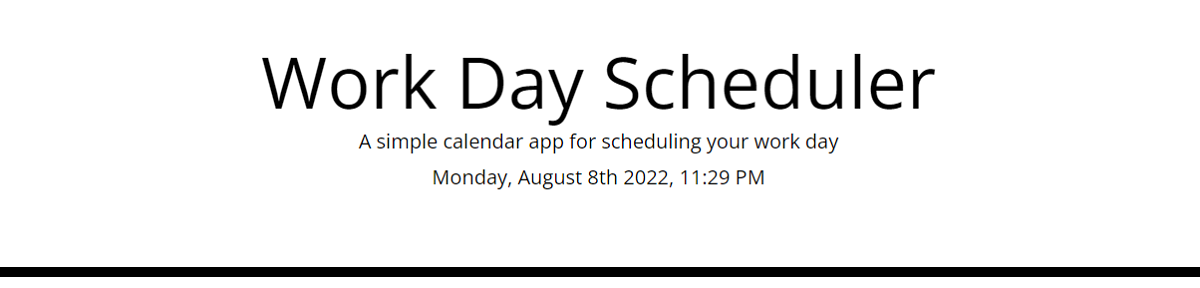 Work Day Scheduler
A simple calendar app for scheduling your work day
Monday, August 8th 2022, 11:29 PM